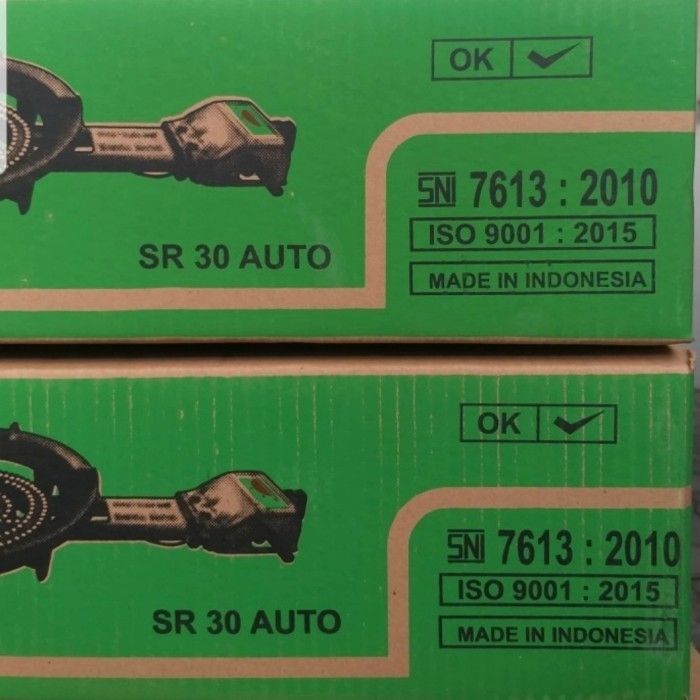 OK
SNI 7613 : 2010
ISO 9001 : 2015
SR 30 AUTO
MADE IN INDONESIA
OK
SNI 7613 : 2010
ISO 9001 : 2015
SR 30 AUTO
MADE IN INDONESIA